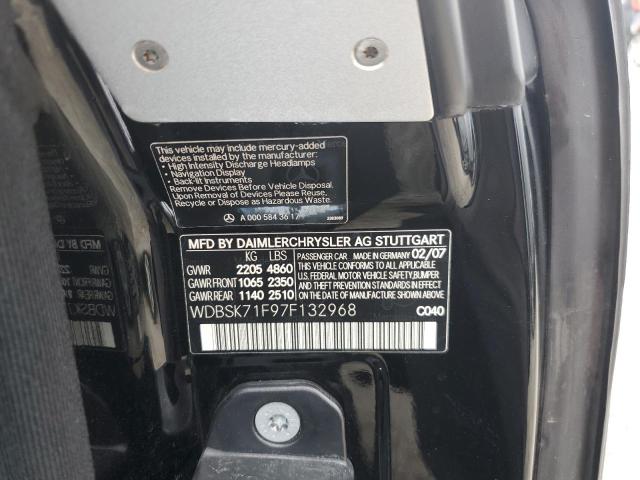 This vehicle may include mercury-added
devices installed by the manufacturer:
- High Intensity Discharge Headlamps
- Navigation Display
- Back-lit Instruments
Remove Devices Before Vehicle Disposal.
Upon Removal of Devices Please Reuse,
Recycle or Dispose as Hazardous Waste.
A 000 584 36 17
MFD BY DAIMLERCHRYSLER AG STUTTGART
KG LBS
PASSENGER CAR MADE IN GERMANY 02/07
GVWR 2205 4860
GAWR FRONT 1065 2350
GAWR REAR 1140 2510
THIS VEHICLE CONFORMS TO ALL APPLICABLE
U.S. FEDERAL MOTOR VEHICLE SAFETY, BUMPER
AND THEFT PREVENTION STANDARDS IN EFFECT ON
THE DATE OF MANUFACTURE SHOWN ABOVE.
WDBSK71F97F132968
C040